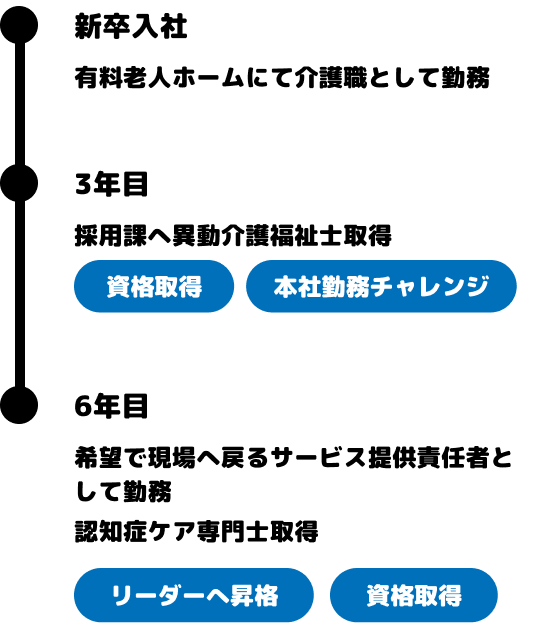 新卒入社
有料老人ホームにて介護職として勤務
3年目
採用課へ異動介護福祉士取得
資格取得
本社勤務チャレンジ
6年目
希望で現場へ戻るサービス提供責任者と
して勤務
認知症ケア専門士取得
リーダーへ昇格
資格取得